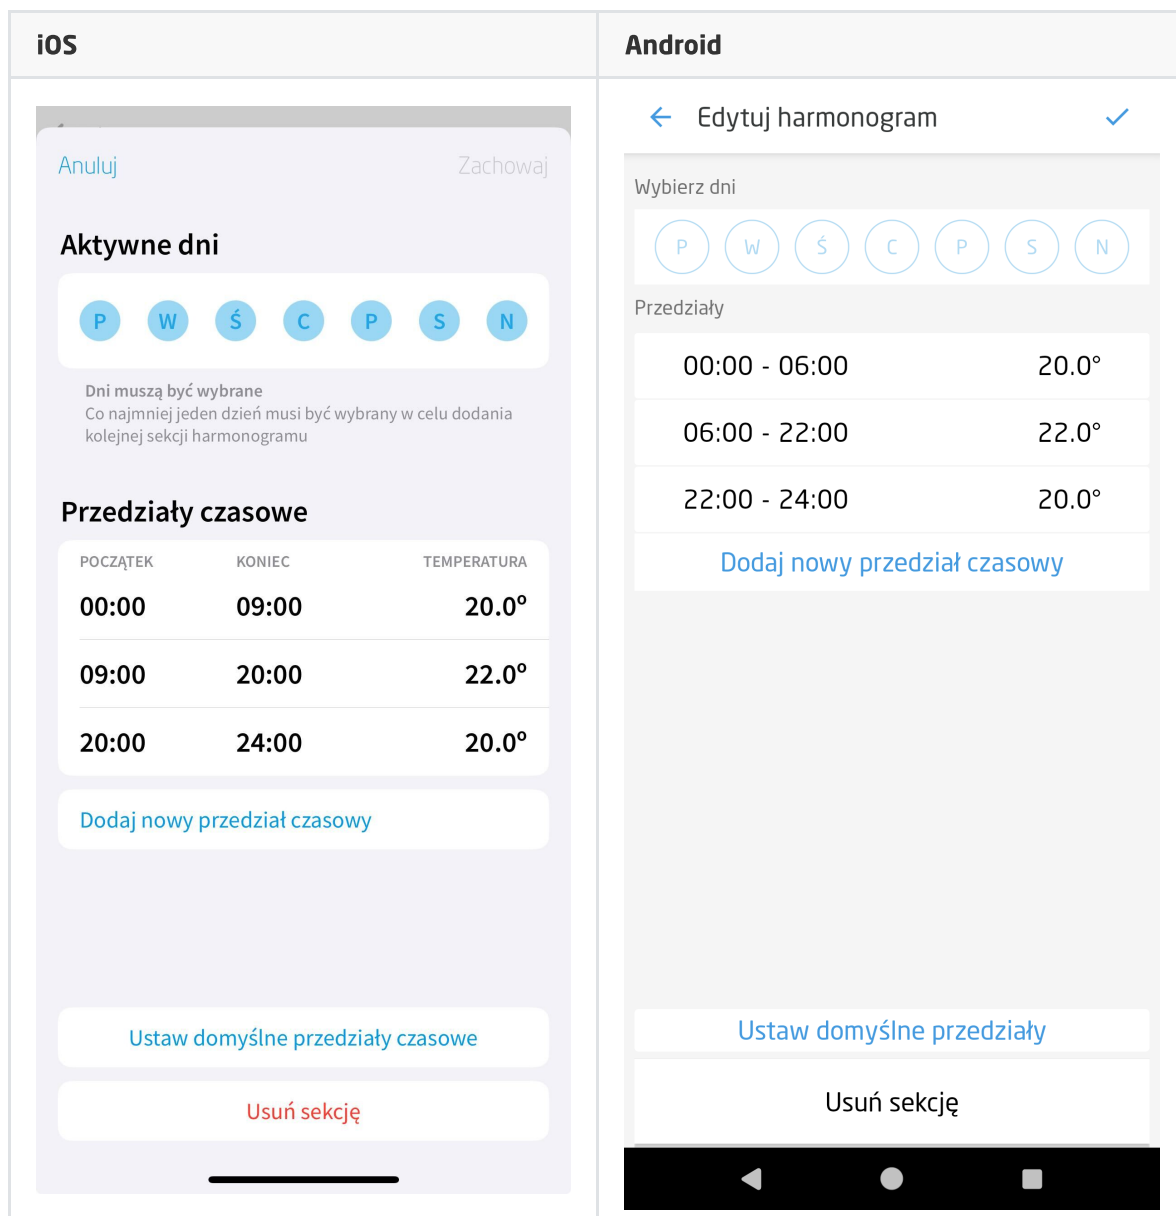 iOS
Android
Anuluj
Zachowaj
Aktywne dni
P W Ś C P S N
Dni muszą być wybrane
Co najmniej jeden dzień musi być wybrany w celu dodania
kolejnej sekcji harmonogramu
Przedziały czasowe
POCZĄTEK KONIEC TEMPERATURA
00:00 09:00 20.0º
09:00 20:00 22.0º
20:00 24:00 20.0º
Dodaj nowy przedział czasowy
Ustaw domyślne przedziały czasowe
Usuń sekcję
Edytuj harmonogram
Wybierz dni
P W Ś C P S N
Przedziały
00:00 - 06:00 20.0°
06:00 - 22:00 22.0°
22:00 - 24:00 20.0°
Dodaj nowy przedział czasowy
Ustaw domyślne przedziały
Usuń sekcję